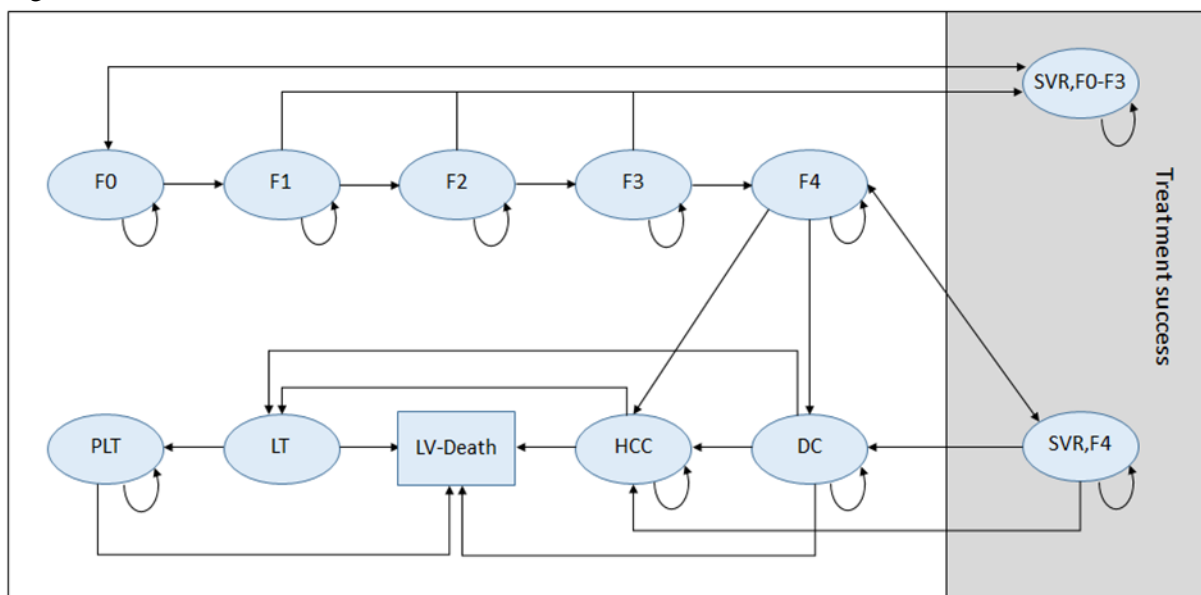 SVR,F0-F3
F0
F1
F2
F3
F4
Treatment success
PLT
LT
LV-Death
HCC
DC
SVR,F4